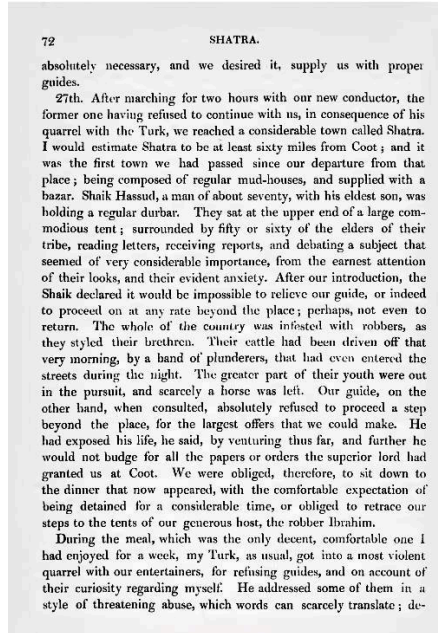 72 SHATRA.
absolutely necessary, and we desired it, supply us with proper
guides.
27th. After marching for two hours with our new conductor, the
former one having refused to continue with us, in consequence of his
quarrel with the Turk, we reached a considerable town called Shatra.
I would estimate Shatra to be at least sixty miles from Coot; and it
was the first town we had passed since our departure from that
place; being composed of regular mud-houses, and supplied with a
bazar. Shaik Hassud, a man of about seventy, with his eldest son, was
holding a regular durbar. They sat at the upper end of a large com-
modious tent; surrounded by fifty or sixty of the elders of their
tribe, reading letters, receiving reports, and debating a subject that
seemed of very considerable importance, from the earnest attention
of their looks, and their evident anxiety. After our introduction, the
Shaik declared it would be impossible to relieve our guide, or indeed
to proceed on at any rate beyond the place; perhaps, not even to
return. The whole of the country was infested with robbers, as
they styled their brethren. Their cattle had been driven off that
very morning, by a band of plunderers, that had even entered the
streets during the night. The greater part of their youth were out
in the pursuit, and scarcely a horse was left. Our guide, on the
other hand, when consulted, absolutely refused to proceed a step
beyond the place, for the largest offers that we could make. He
had exposed his life, he said, by venturing thus far, and further he
would not budge for all the papers or orders the superior lord had
granted us at Coot. We were obliged, therefore, to sit down to
the dinner that now appeared, with the comfortable expectation of
being detained for a considerable time, or obliged to retrace our
steps to the tents of our generous host, the robber Ibrahim.
During the meal, which was the only decent, comfortable one I
had enjoyed for a week, my Turk, as usual, got into a most violent
quarrel with our entertainers, for refusing guides, and on account of
their curiosity regarding myself. He addressed some of them in a
style of threatening abuse, which words can scarcely translate; de-